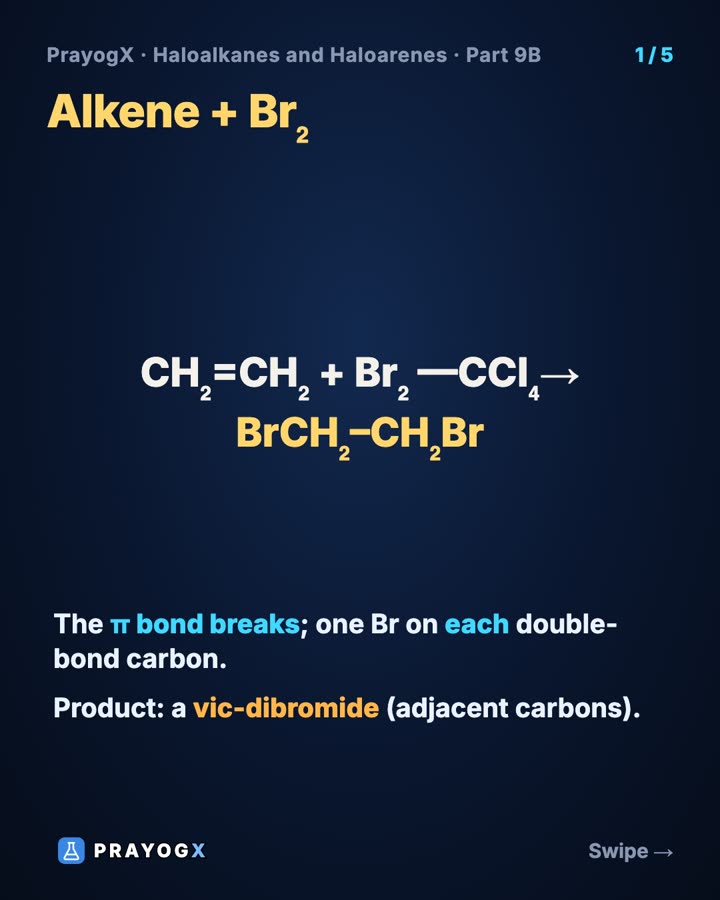 PrayogX · Haloalkanes and Haloarenes · Part 9B
1 / 5
Alkene + Br₂
CH₂=CH₂ + Br₂ —CCl₄→
BrCH₂–CH₂Br
The π bond breaks; one Br on each double-
bond carbon.
Product: a vic-dibromide (adjacent carbons).
PRAYOGX
Swipe →